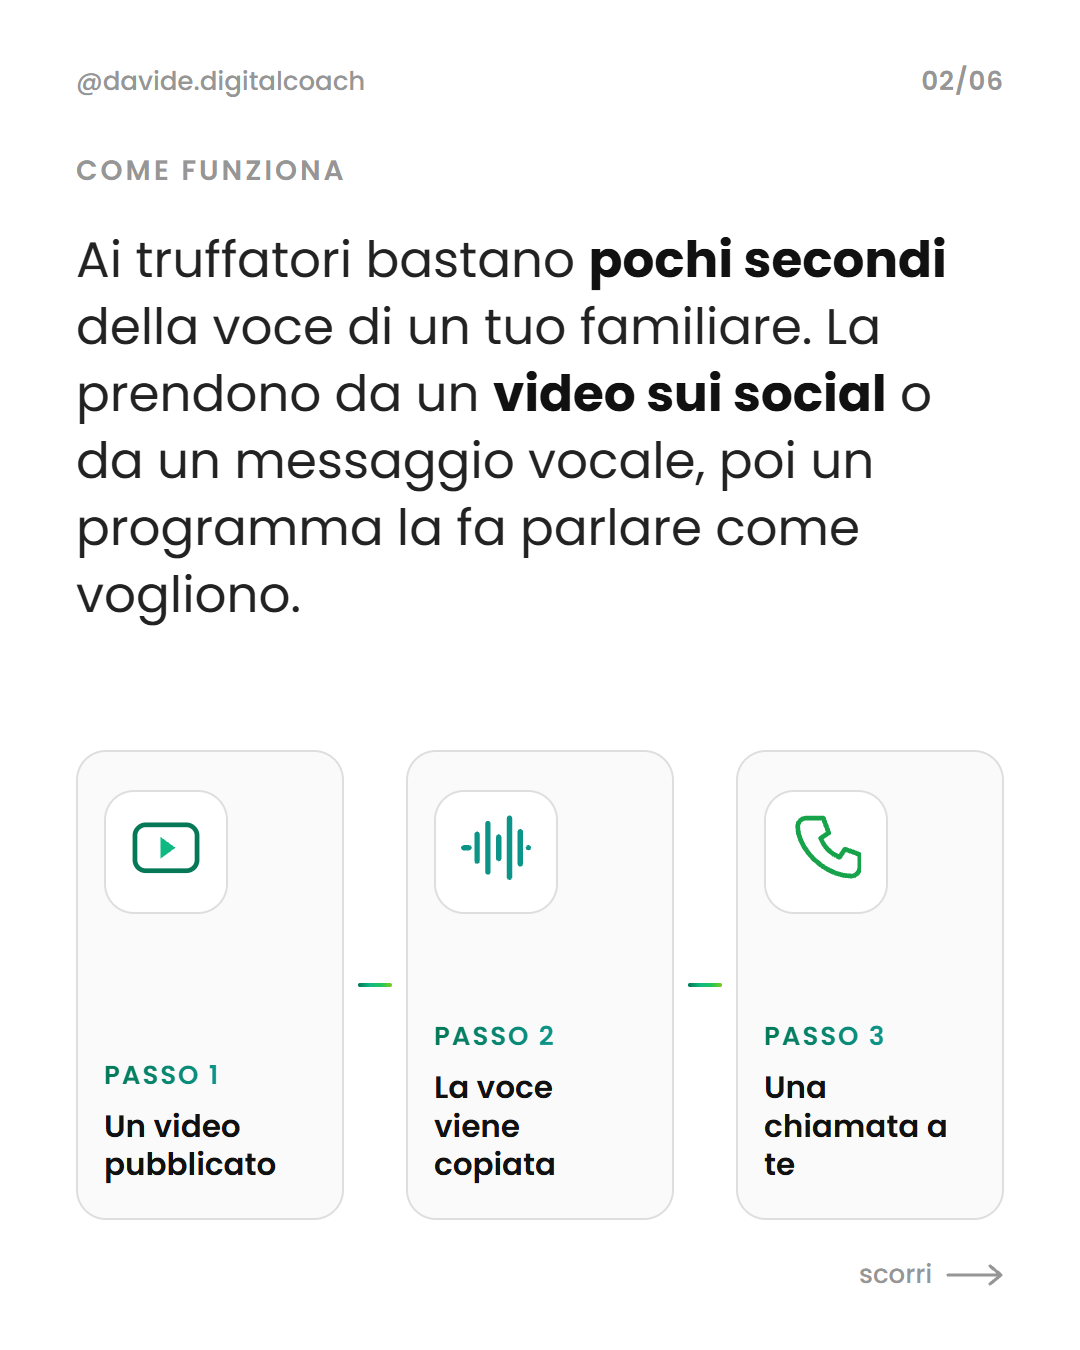 @davide.digitalcoach
02/06
COME FUNZIONA
Ai truffatori bastano pochi secondi
della voce di un tuo familiare. La
prendono da un video sui social o
da un messaggio vocale, poi un
programma la fa parlare come
vogliono.
PASSO 1
Un video
pubblicato
PASSO 2
La voce
viene
copiata
PASSO 3
Una
chiamata a
te
scorri